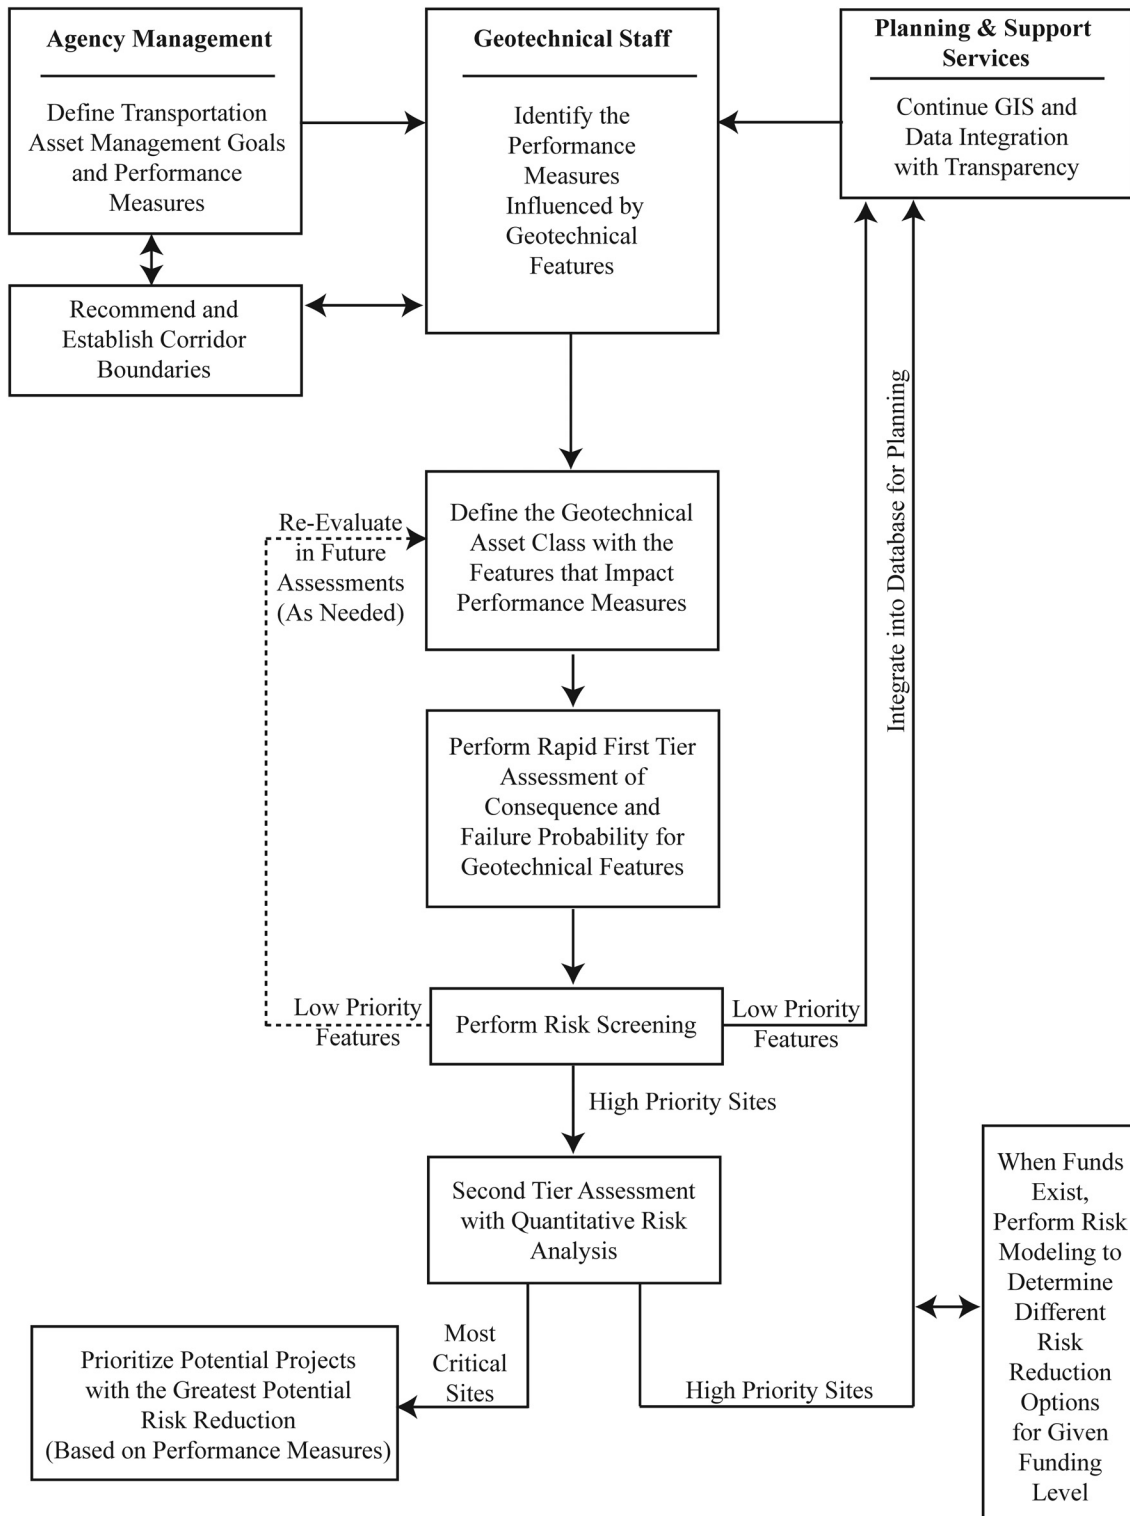 Agency Management
Define Transportation
Asset Management Goals
and Performance
Measures
Geotechnical Staff
Identify the
Performance
Measures
Influenced by
Geotechnical
Features
Planning & Support
Services
Continue GIS and
Data Integration
with Transparency
Recommend and
Establish Corridor
Boundaries
Integrate into Database for Planning
Re-Evaluate
in Future
Assessments
(As Needed)
Define the Geotechnical
Asset Class with the
Features that Impact
Performance Measures
Perform Rapid First Tier
Assessment of
Consequence and
Failure Probability for
Geotechnical Features
Low Priority
Features
Perform Risk Screening
Low Priority
Features
High Priority Sites
Second Tier Assessment
with Quantitative Risk
Analysis
When Funds
Exist,
Perform Risk
Modeling to
Determine
Different
Risk
Reduction
Options
for Given
Funding
Level
Most
Critical
Sites
High Priority Sites
Prioritize Potential Projects
with the Greatest Potential
Risk Reduction
(Based on Performance Measures)